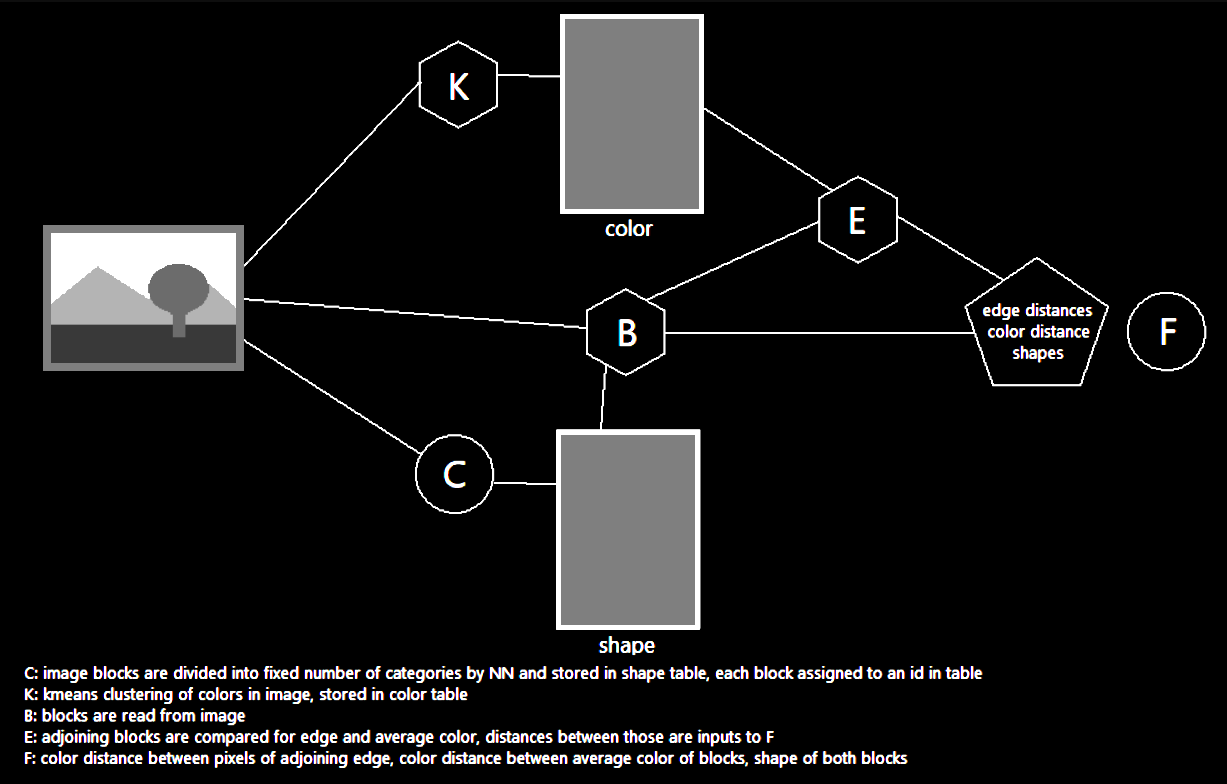 K
color
E
B
edge distances
color distance
shapes
F
C
shape
C: image blocks are divided into fixed number of categories by NN and stored in shape table, each block assigned to an id in table
K: kmeans clustering of colors in image, stored in color table
B: blocks are read from image
E: adjoining blocks are compared for edge and average color, distances between those are inputs to F
F: color distance between pixels of adjoining edge, color distance between average color of blocks, shape of both blocks